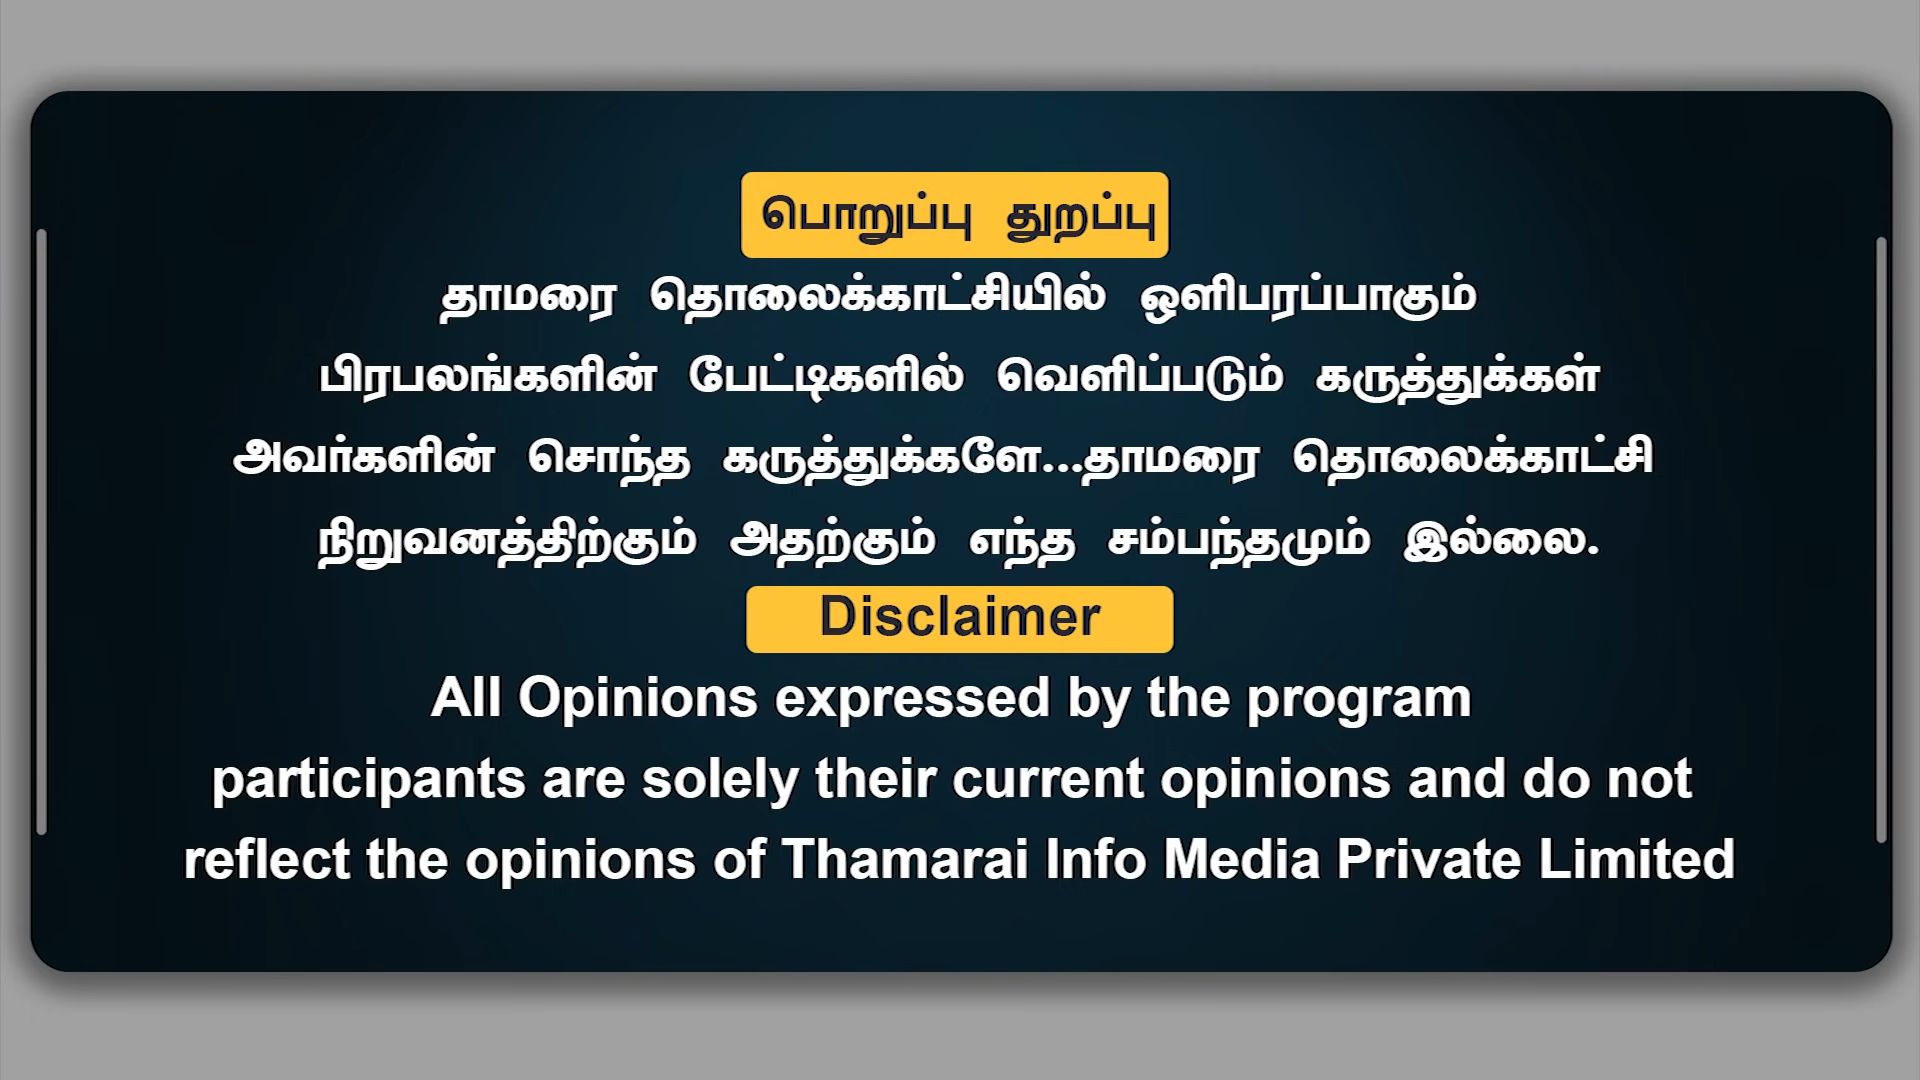 பொறுப்பு துறப்பு
தாமரை தொலைக்காட்சியில் ஒளிபரப்பாகும்
பிரபலங்களின் பேட்டிகளில் வெளிப்படும் கருத்துக்கள்
அவர்களின் சொந்த கருத்துக்களே...தாமரை தொலைக்காட்சி
நிறுவனத்திற்கும் அதற்கும் எந்த சம்பந்தமும் இல்லை.
Disclaimer
All Opinions expressed by the program
participants are solely their current opinions and do not
reflect the opinions of Thamarai Info Media Private Limited